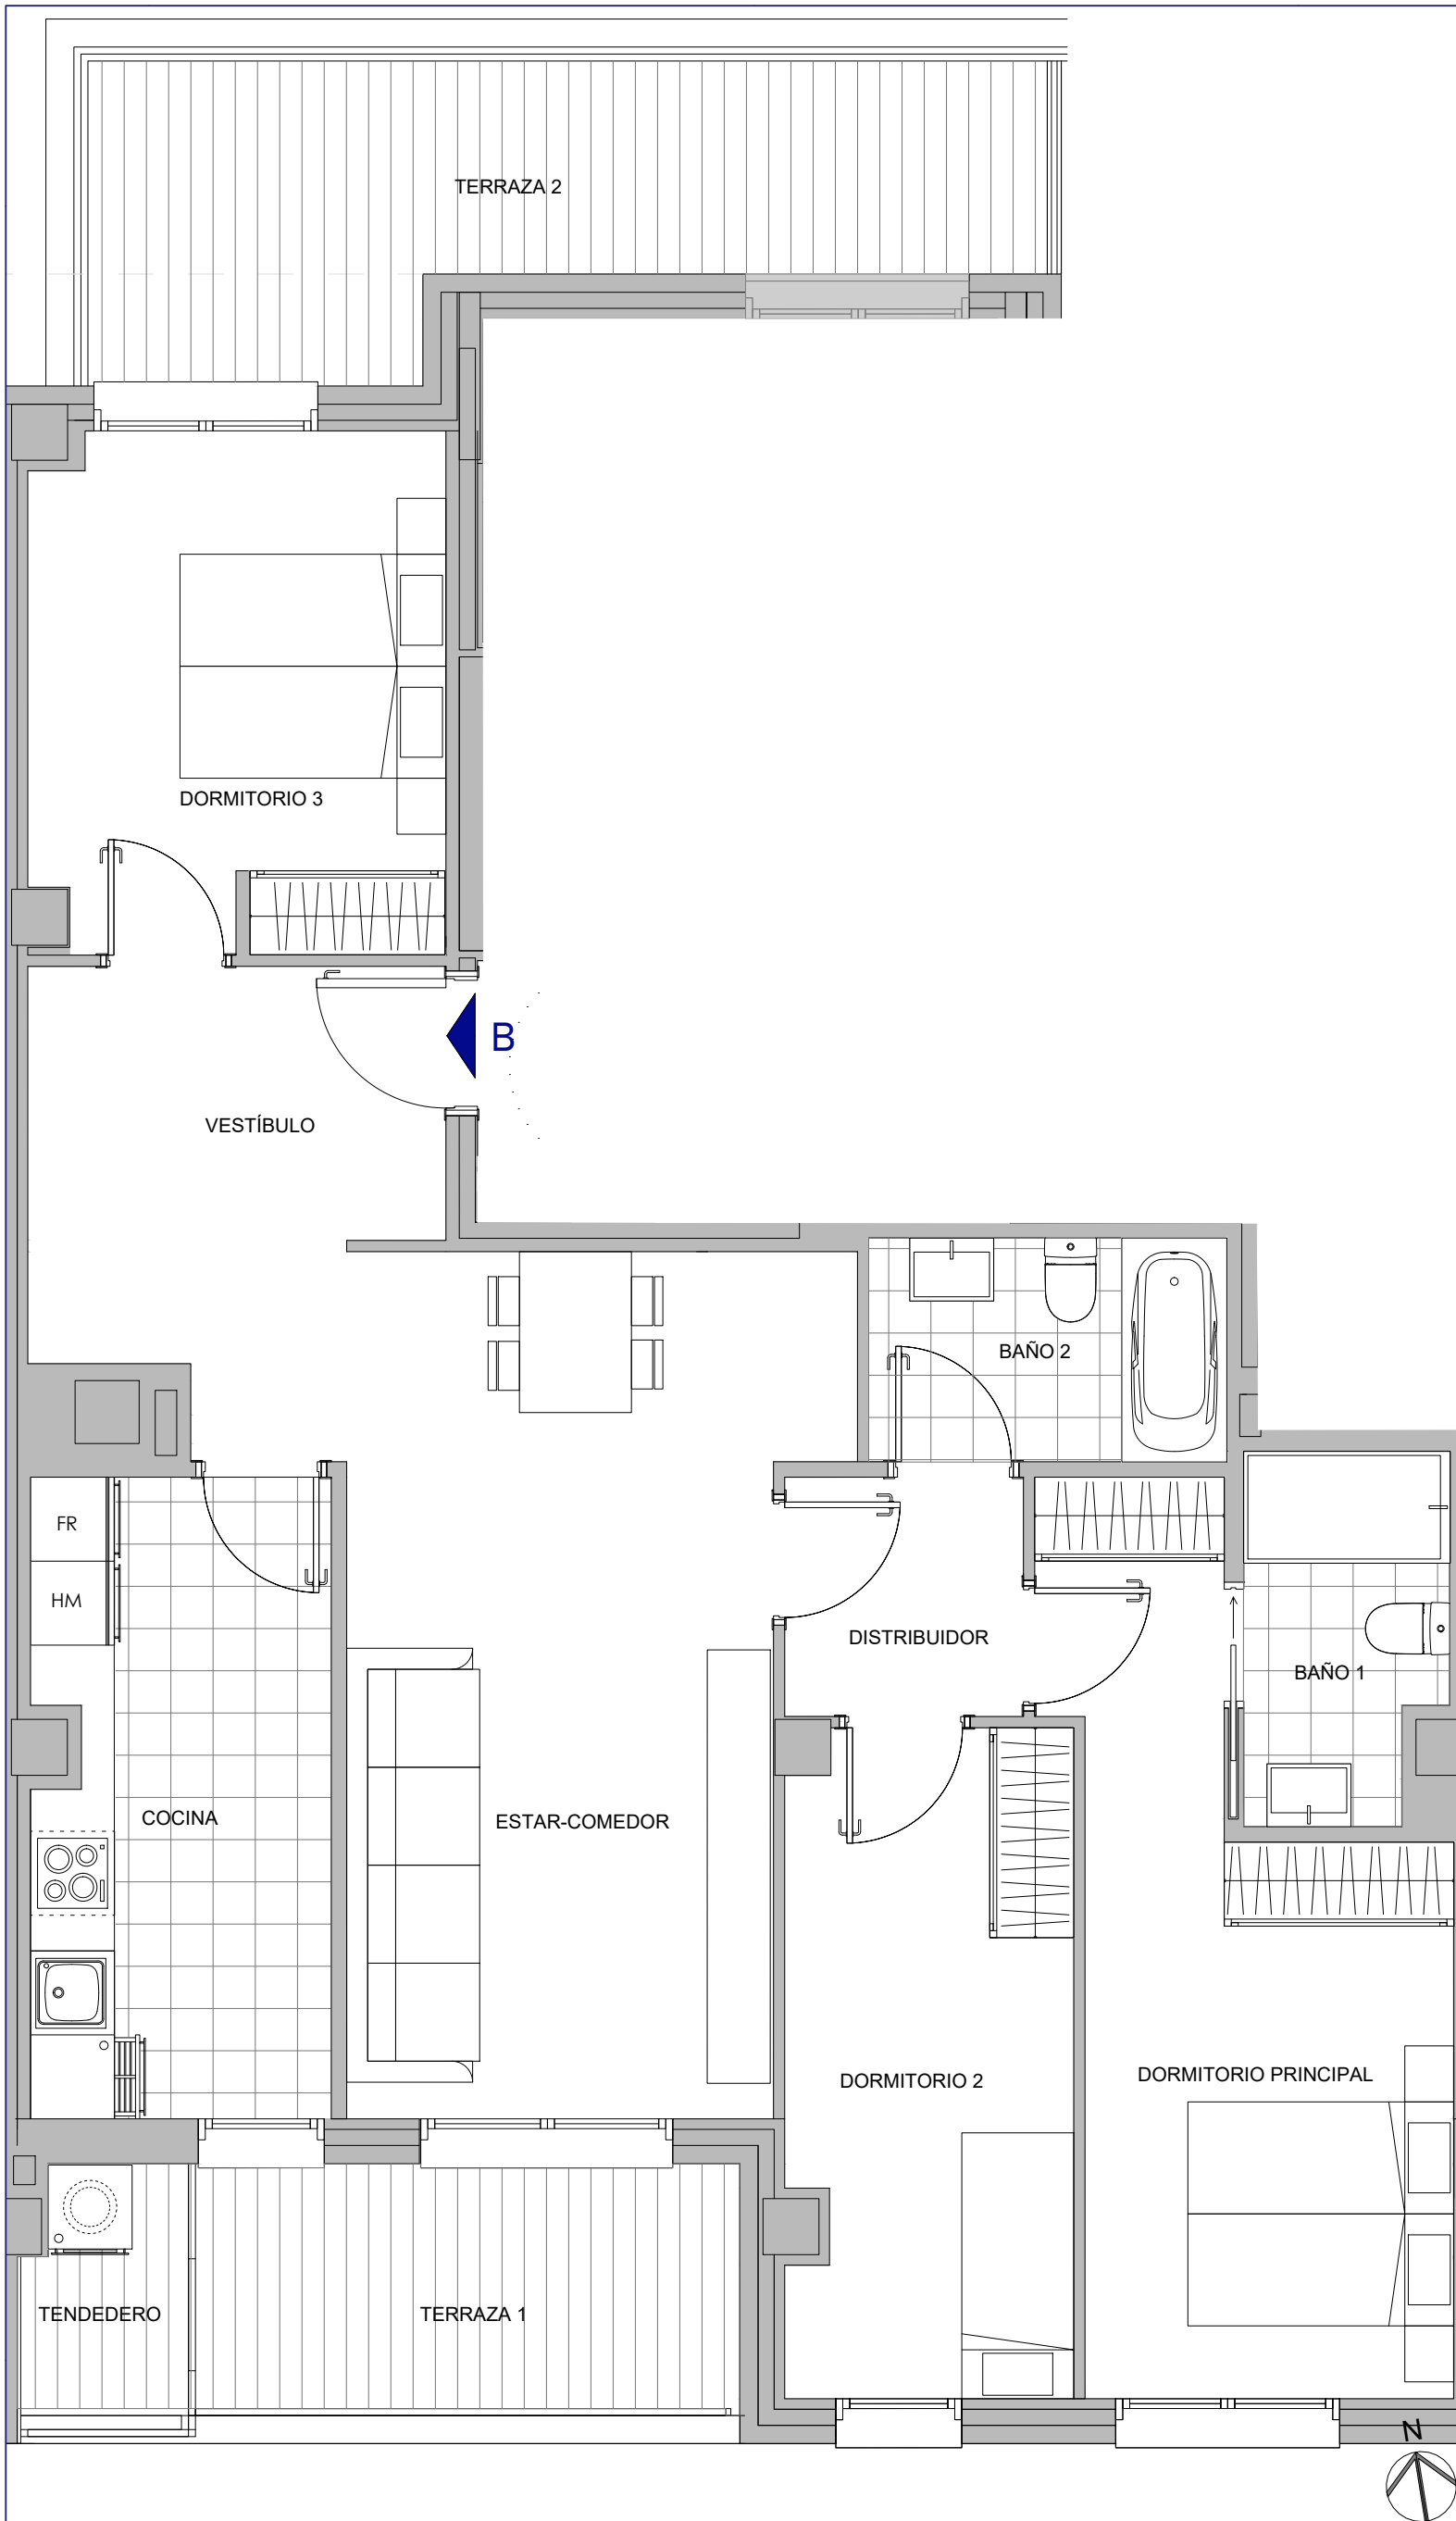 TERRAZA 2
DORMITORIO 3
B
VESTÍBULO
BAÑO 2
FR
HM
DISTRIBUIDOR
BAÑO 1
COCINA
ESTAR-COMEDOR
DORMITORIO 2
DORMITORIO PRINCIPAL
TENDEDERO
TERRAZA 1
N